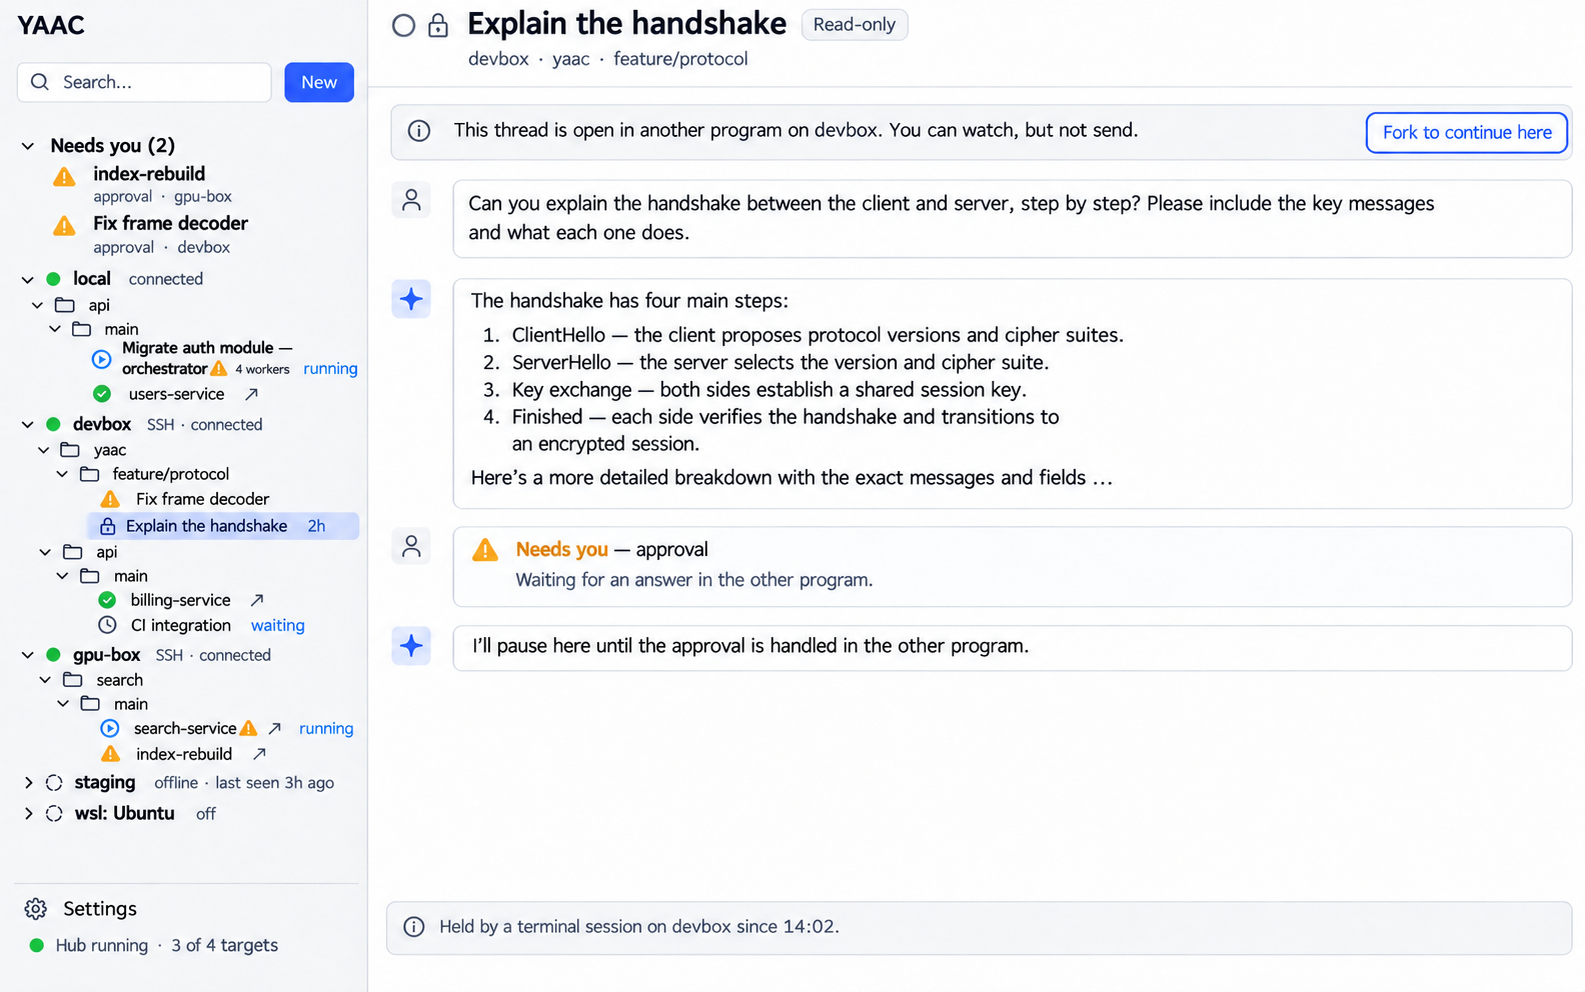 YAAC
Search...
New
Needs you (2)
index-rebuild
approval · gpu-box
Fix frame decoder
approval · devbox
local connected
api
main
Migrate auth module —
orchestrator 4 workers running
users-service
devbox SSH · connected
yaac
feature/protocol
Fix frame decoder
Explain the handshake 2h
api
main
billing-service
CI integration waiting
gpu-box SSH · connected
search
main
search-service running
index-rebuild
staging offline · last seen 3h ago
wsl: Ubuntu off
Settings
Hub running · 3 of 4 targets
Explain the handshake Read-only
devbox · yaac · feature/protocol
This thread is open in another program on devbox. You can watch, but not send.
Fork to continue here
Can you explain the handshake between the client and server, step by step? Please include the key messages
and what each one does.
The handshake has four main steps:
1. ClientHello — the client proposes protocol versions and cipher suites.
2. ServerHello — the server selects the version and cipher suite.
3. Key exchange — both sides establish a shared session key.
4. Finished — each side verifies the handshake and transitions to
an encrypted session.
Here’s a more detailed breakdown with the exact messages and fields …
Needs you — approval
Waiting for an answer in the other program.
I’ll pause here until the approval is handled in the other program.
Held by a terminal session on devbox since 14:02.